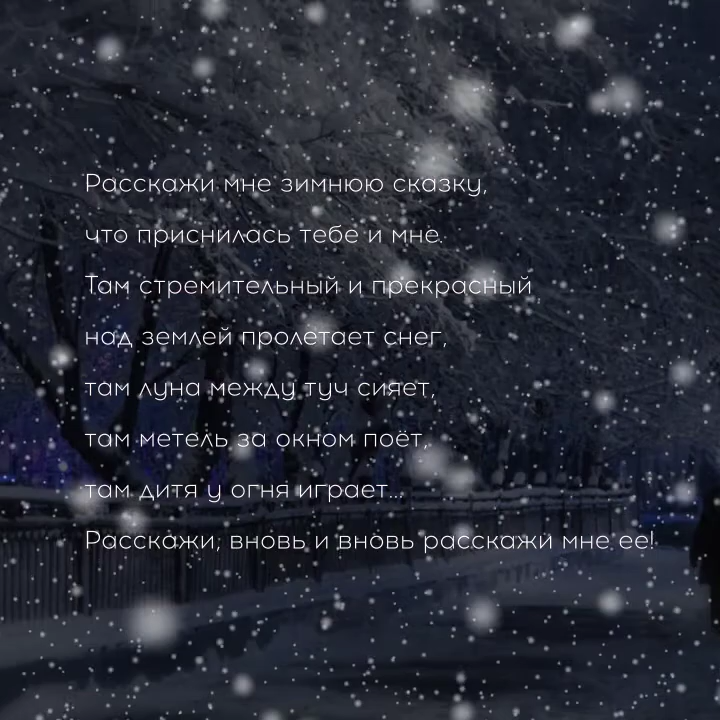 Расскажи мне зимнюю сказку,
что приснилась тебе и мне.
Там стремительный и прекрасный
над землей пролетает снег,
там луна между туч сияет,
там метель за окном поёт,
там дитя у огня играет...
Расскажи, вновь и вновь расскажи мне ее!